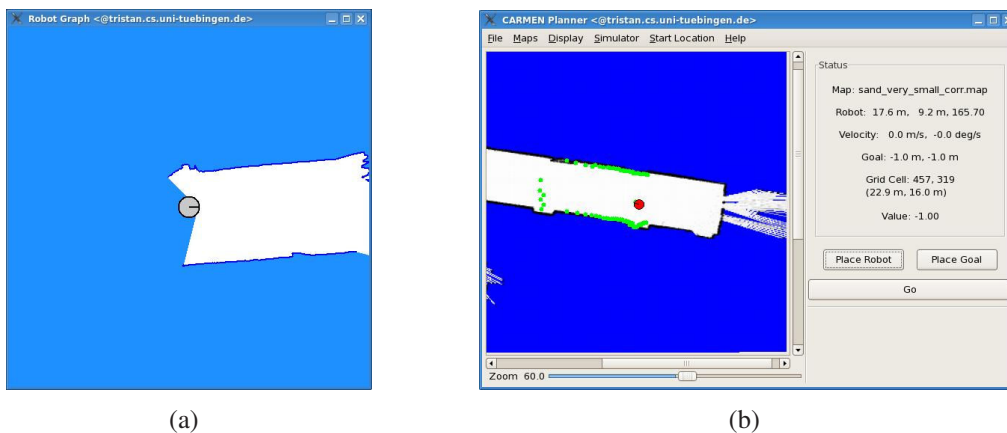 Robot Graph <@tristan.cs.uni-tuebingen.de>
CARMEN Planner <@tristan.cs.uni-tuebingen.de>
File Maps Display Simulator Start Location Help
Status
Map: sand_very_small_corr.map
Robot: 17.6 m, 9.2 m, 165.70
Velocity: 0.0 m/s, -0.0 deg/s
Goal: -1.0 m, -1.0 m
Grid Cell: 457, 319
(22.9 m, 16.0 m)
Value: -1.00
Place Robot Place Goal
Go
Zoom 60.0
(a)
(b)